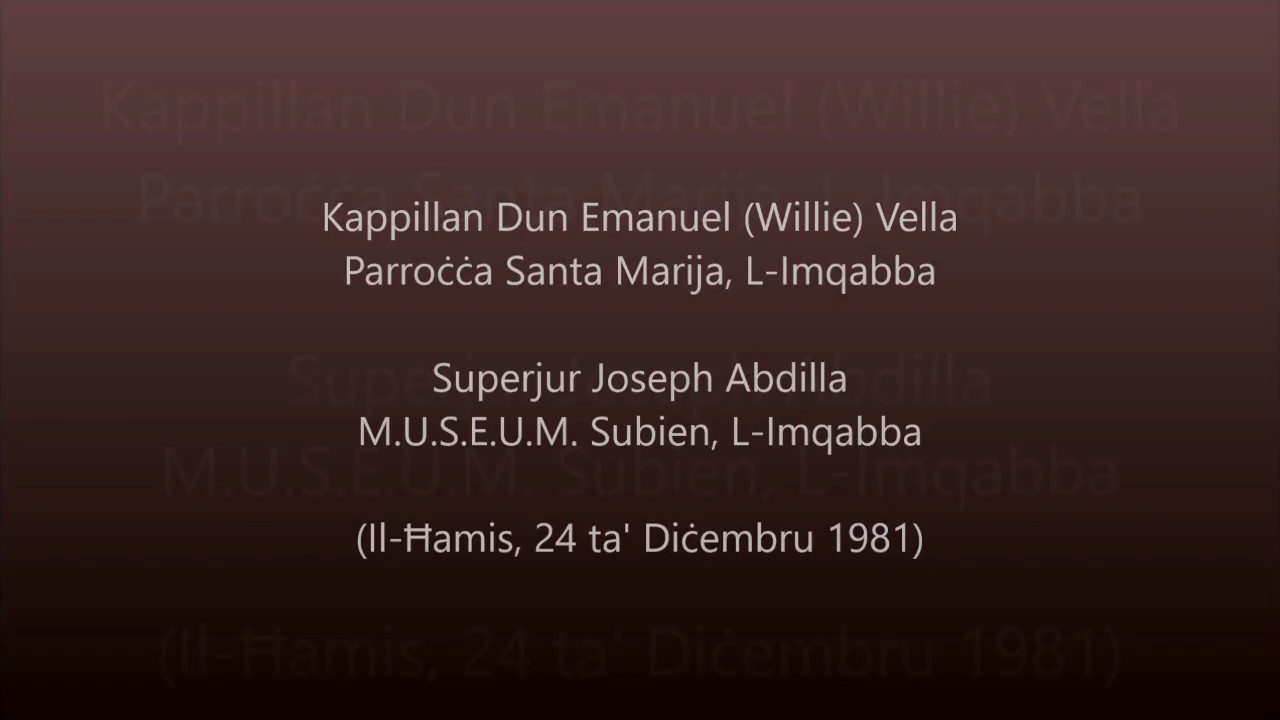 Kappillan Dun Emanuel (Willie) Vella
Parroċċa Santa Marija, L-Imqabba
Superjur Joseph Abdilla
M.U.S.E.U.M. Subien, L-Imqabba
(Il-Ħamis, 24 ta' Diċembru 1981)